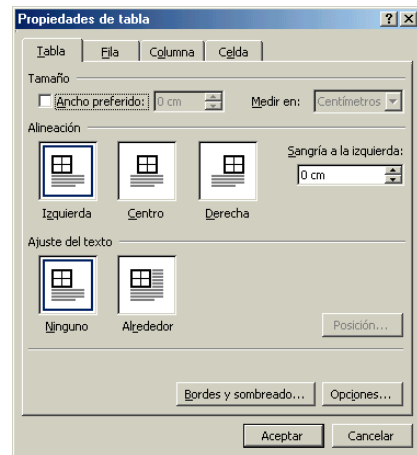 Propiedades de tabla
Tabla Fila Columna Celda
Tamaño
Ancho preferido: 0 cm Medir en: Centímetros
Alineación
Sangría a la izquierda:
0 cm
Izquierda Centro Derecha
Ajuste del texto
Ninguno Alrededor
Posición...
Bordes y sombreado... Opciones...
Aceptar Cancelar